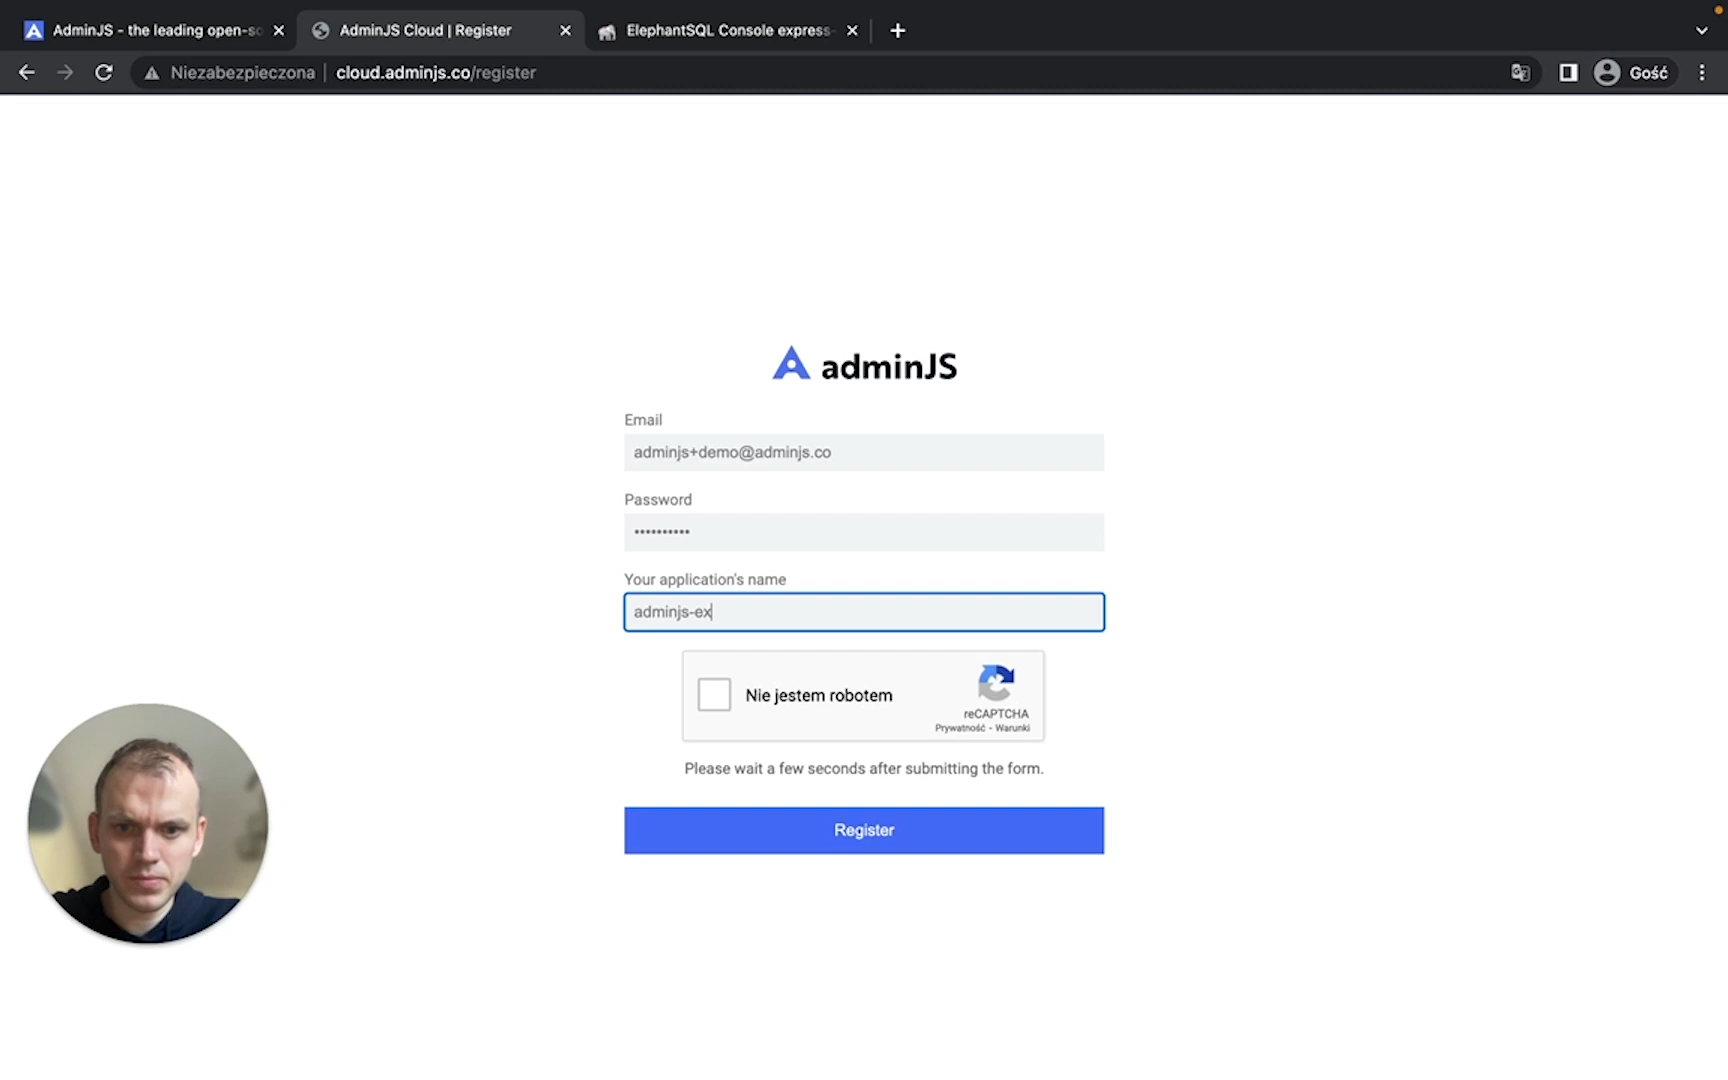 AdminJS - the leading open-so
AdminJS Cloud | Register
ElephantSQL Console express-
Niezabezpieczona
cloud.adminjs.co/register
Gość
adminJS
Email
adminjs+demo@adminjs.co
Password
••••••••••
Your application's name
adminjs-ex
Nie jestem robotem
reCAPTCHA
Prywatność - Warunki
Please wait a few seconds after submitting the form.
Register